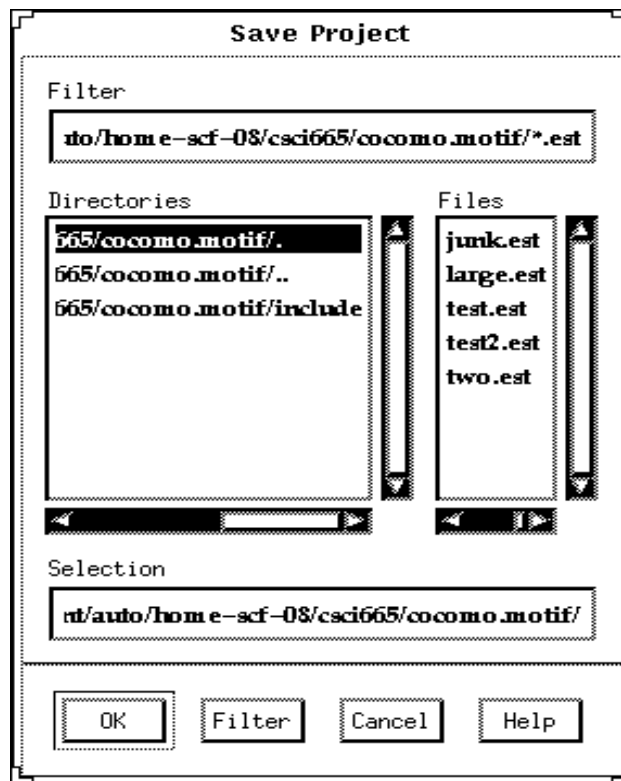 Save Project
Filter
uto/home-scf-08/csci665/cocomo.motif/*.est
Directories
Files
665/cocomo.motif/.
665/cocomo.motif/..
665/cocomo.motif/include
junk.est
large.est
test.est
test2.est
two.est
Selection
nt/auto/home-scf-08/csci665/cocomo.motif/
OK
Filter
Cancel
Help